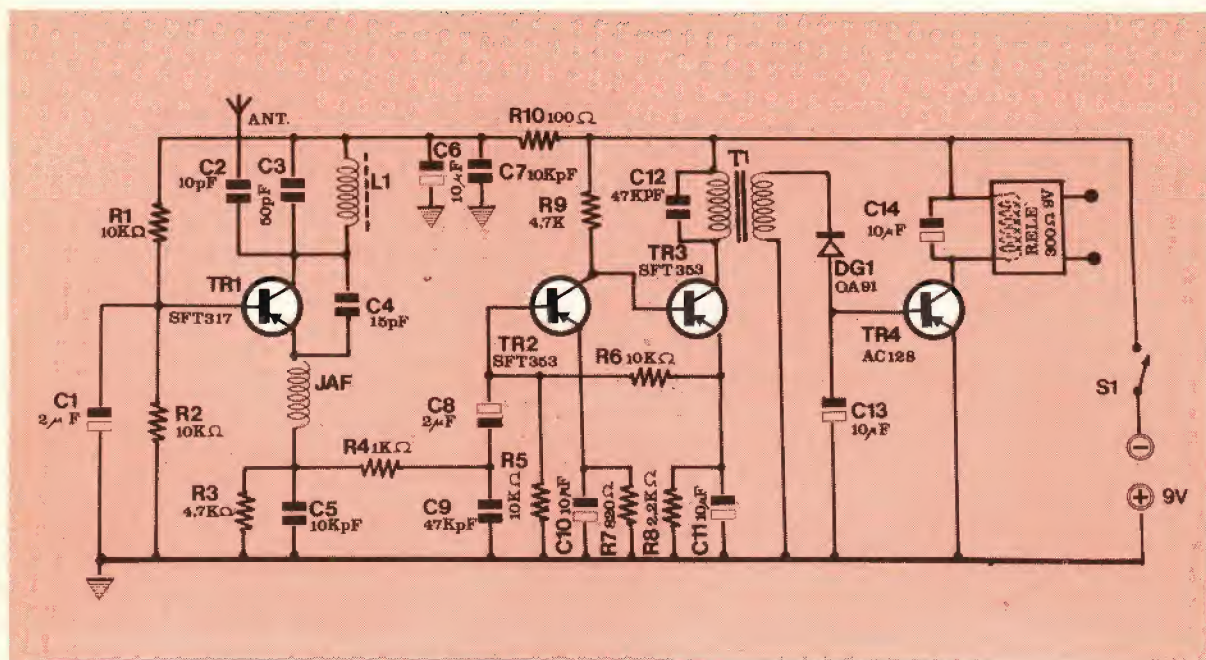 ANT.
C2
10pF
C3
50pF
L1
C6
10µF
C7 10KpF
R10 100 Ω
R1
10KΩ
TR1
SFT317
C4
15pF
R9
4,7K
C12
47KPF
T1
TR3
SFT353
C14
10µF
RELE'
300Ω 9V
DG1
OA91
TR2
SFT353
TR4
AC128
R6 10KΩ
JAF
C1
2µF
R2
10KΩ
C8
2µF
C13
10µF
S1
R4 1KΩ
R5
10KΩ
R3
4,7KΩ
C5
10KpF
C9
47KpF
C10 10µF
R7 820Ω
R8 2,2KΩ
C11 10µF
−
+ 9V